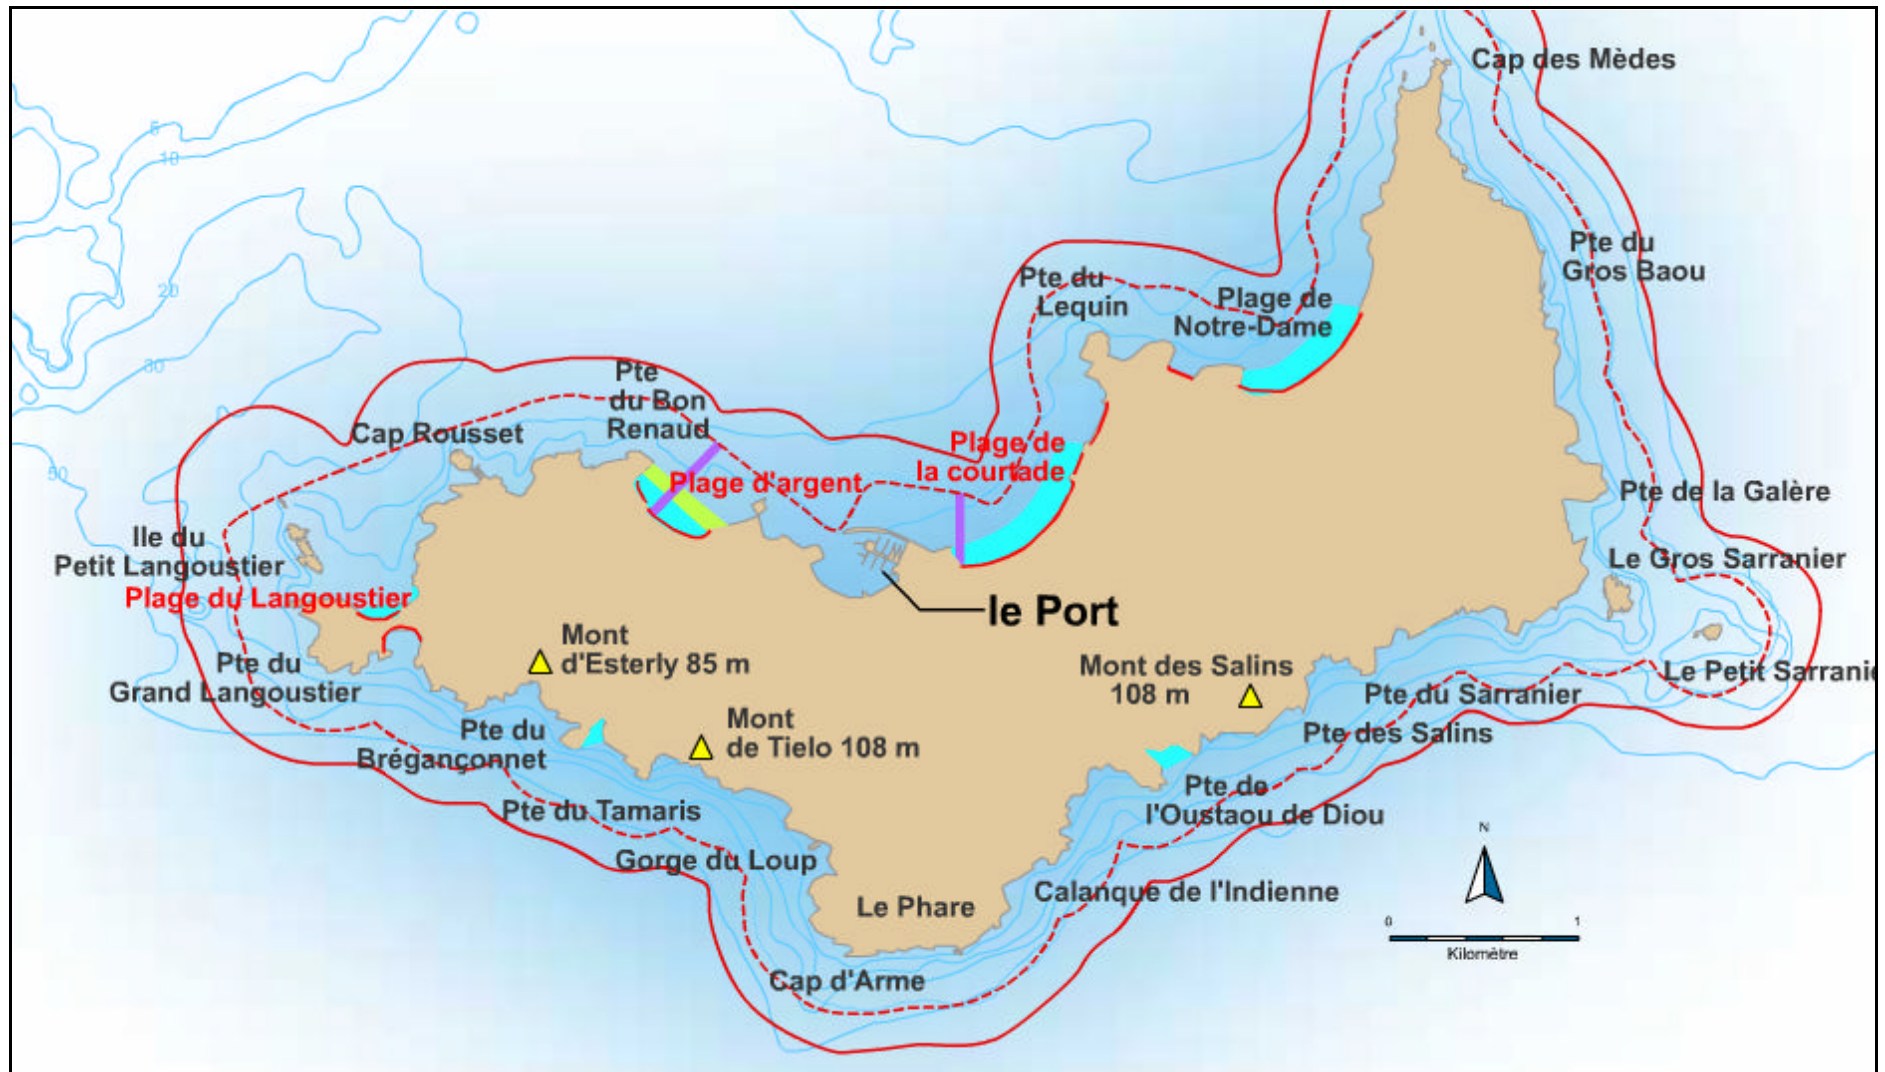 Cap des Mèdes
5
10
Pte du
Gros Baou
20
Pte du
Lequin
Plage de
Notre-Dame
30
Pte
du Bon
Renaud
Cap Rousset
Plage de
la courtade
50
Plage d'argent
Pte de la Galère
Ile du
Petit Langoustier
Le Gros Sarranier
Plage du Langoustier
le Port
Mont
d'Esterly 85 m
Pte du
Grand Langoustier
Mont des Salins
108 m
Le Petit Sarranie
Pte du Sarranier
Mont
de Tielo 108 m
Pte du
Brégançonnet
Pte des Salins
Pte de
l'Oustaou de Diou
Pte du Tamaris
N
Gorge du Loup
Calanque de l'Indienne
Le Phare
0 1
Kilomètre
Cap d'Arme